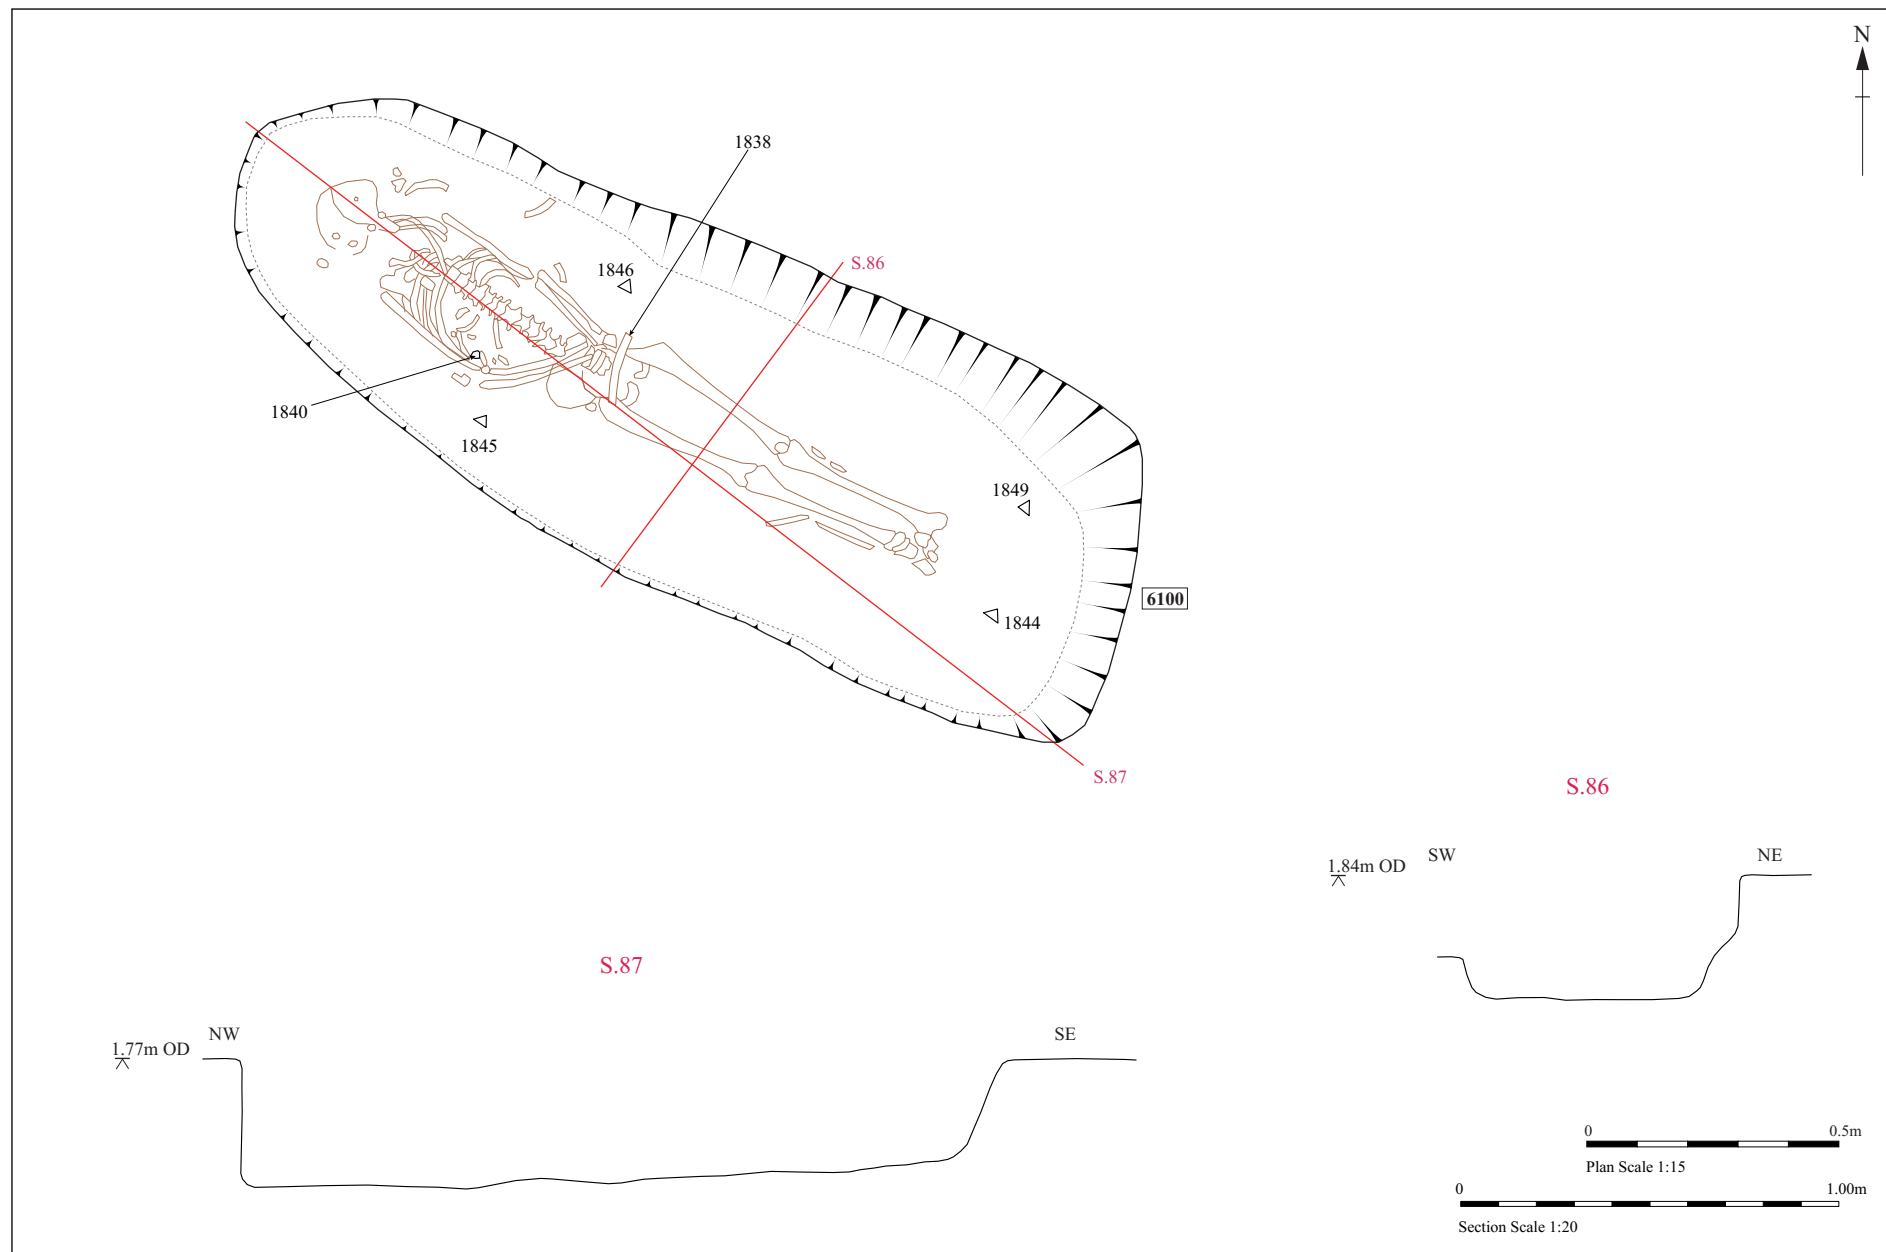 N
1838
S.86
1846
1840
1845
1849
6100
1844
S.87
S.86
SW
NE
1.84m OD
S.87
NW
SE
1.77m OD
0
0.5m
Plan Scale 1:15
0
1.00m
Section Scale 1:20